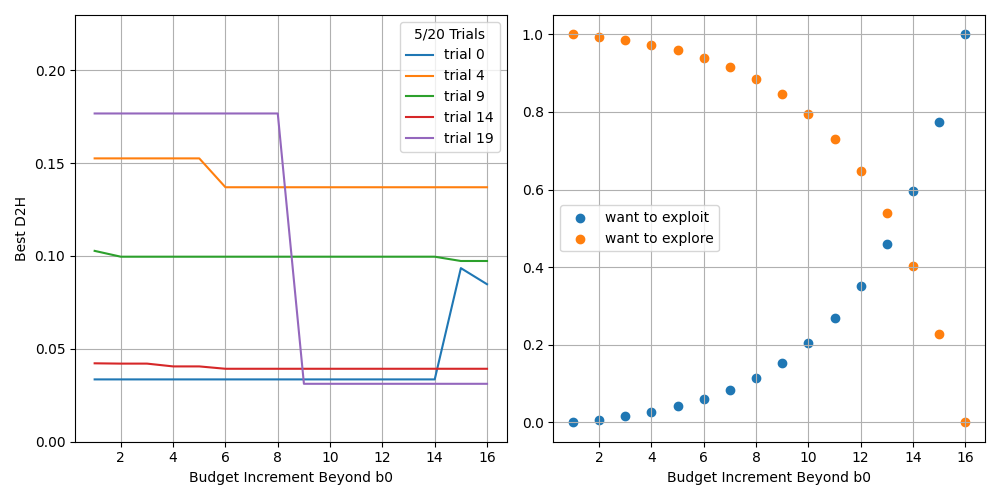 5/20 Trials
trial 0
trial 4
trial 9
trial 14
trial 19
0.20
0.15
0.10
0.05
0.00
Best D2H
2 4 6 8 10 12 14 16
Budget Increment Beyond b0
1.0
0.8
0.6
0.4
0.2
0.0
want to exploit
want to explore
2 4 6 8 10 12 14 16
Budget Increment Beyond b0